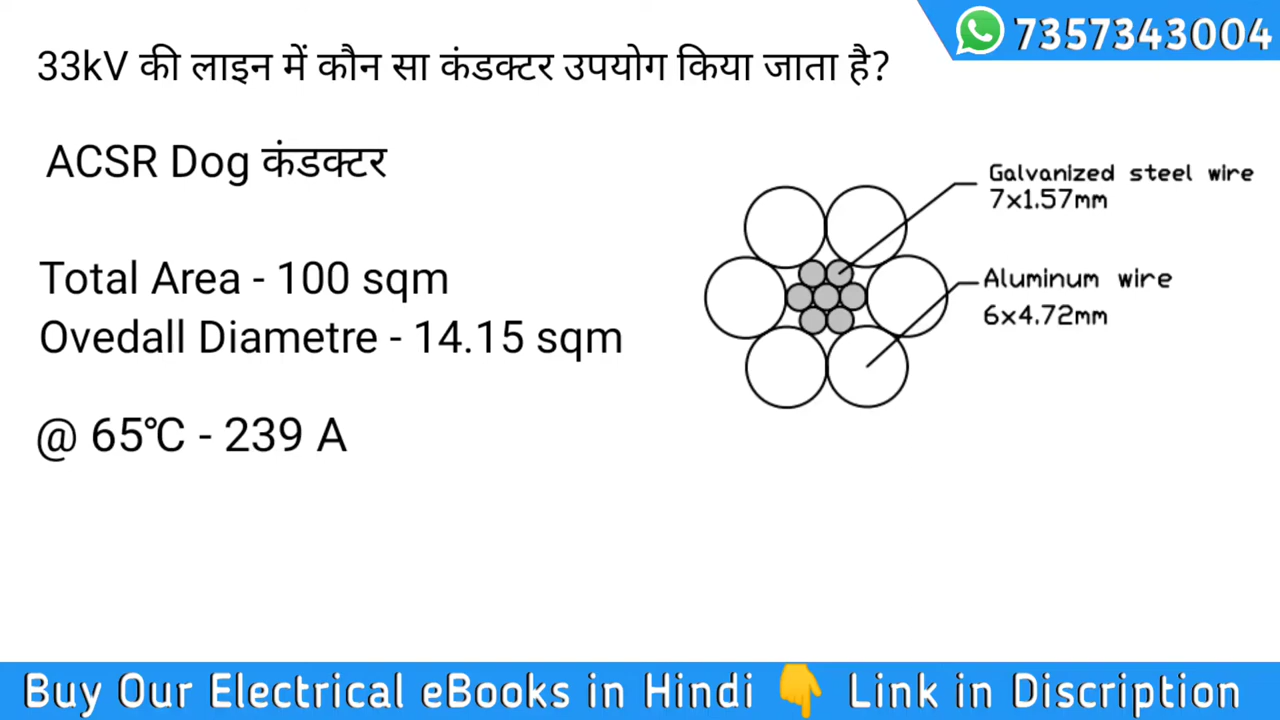 7357343004
33kV की लाइन में कौन सा कंडक्टर उपयोग किया जाता है?
ACSR Dog कंडक्टर
Galvanized steel wire
7x1.57mm
Total Area - 100 sqm
Aluminum wire
6x4.72mm
Ovedall Diametre - 14.15 sqm
@ 65℃ - 239 A
Buy Our Electrical eBooks in Hindi 👇 Link in Discription